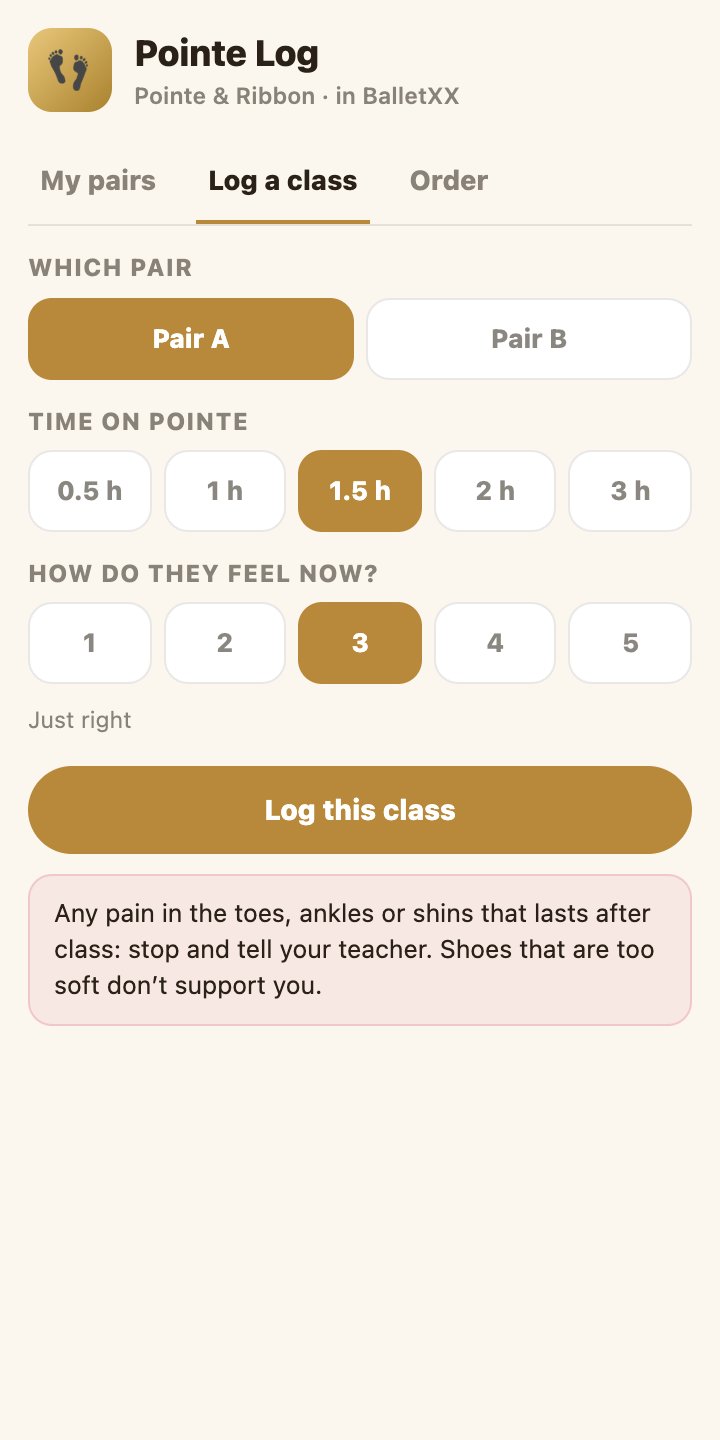 Pointe Log
Pointe & Ribbon · in BalletXX
My pairs
Log a class
Order
WHICH PAIR
Pair A
Pair B
TIME ON POINTE
0.5 h
1 h
1.5 h
2 h
3 h
HOW DO THEY FEEL NOW?
1
2
3
4
5
Just right
Log this class
Any pain in the toes, ankles or shins that lasts after
class: stop and tell your teacher. Shoes that are too
soft don’t support you.